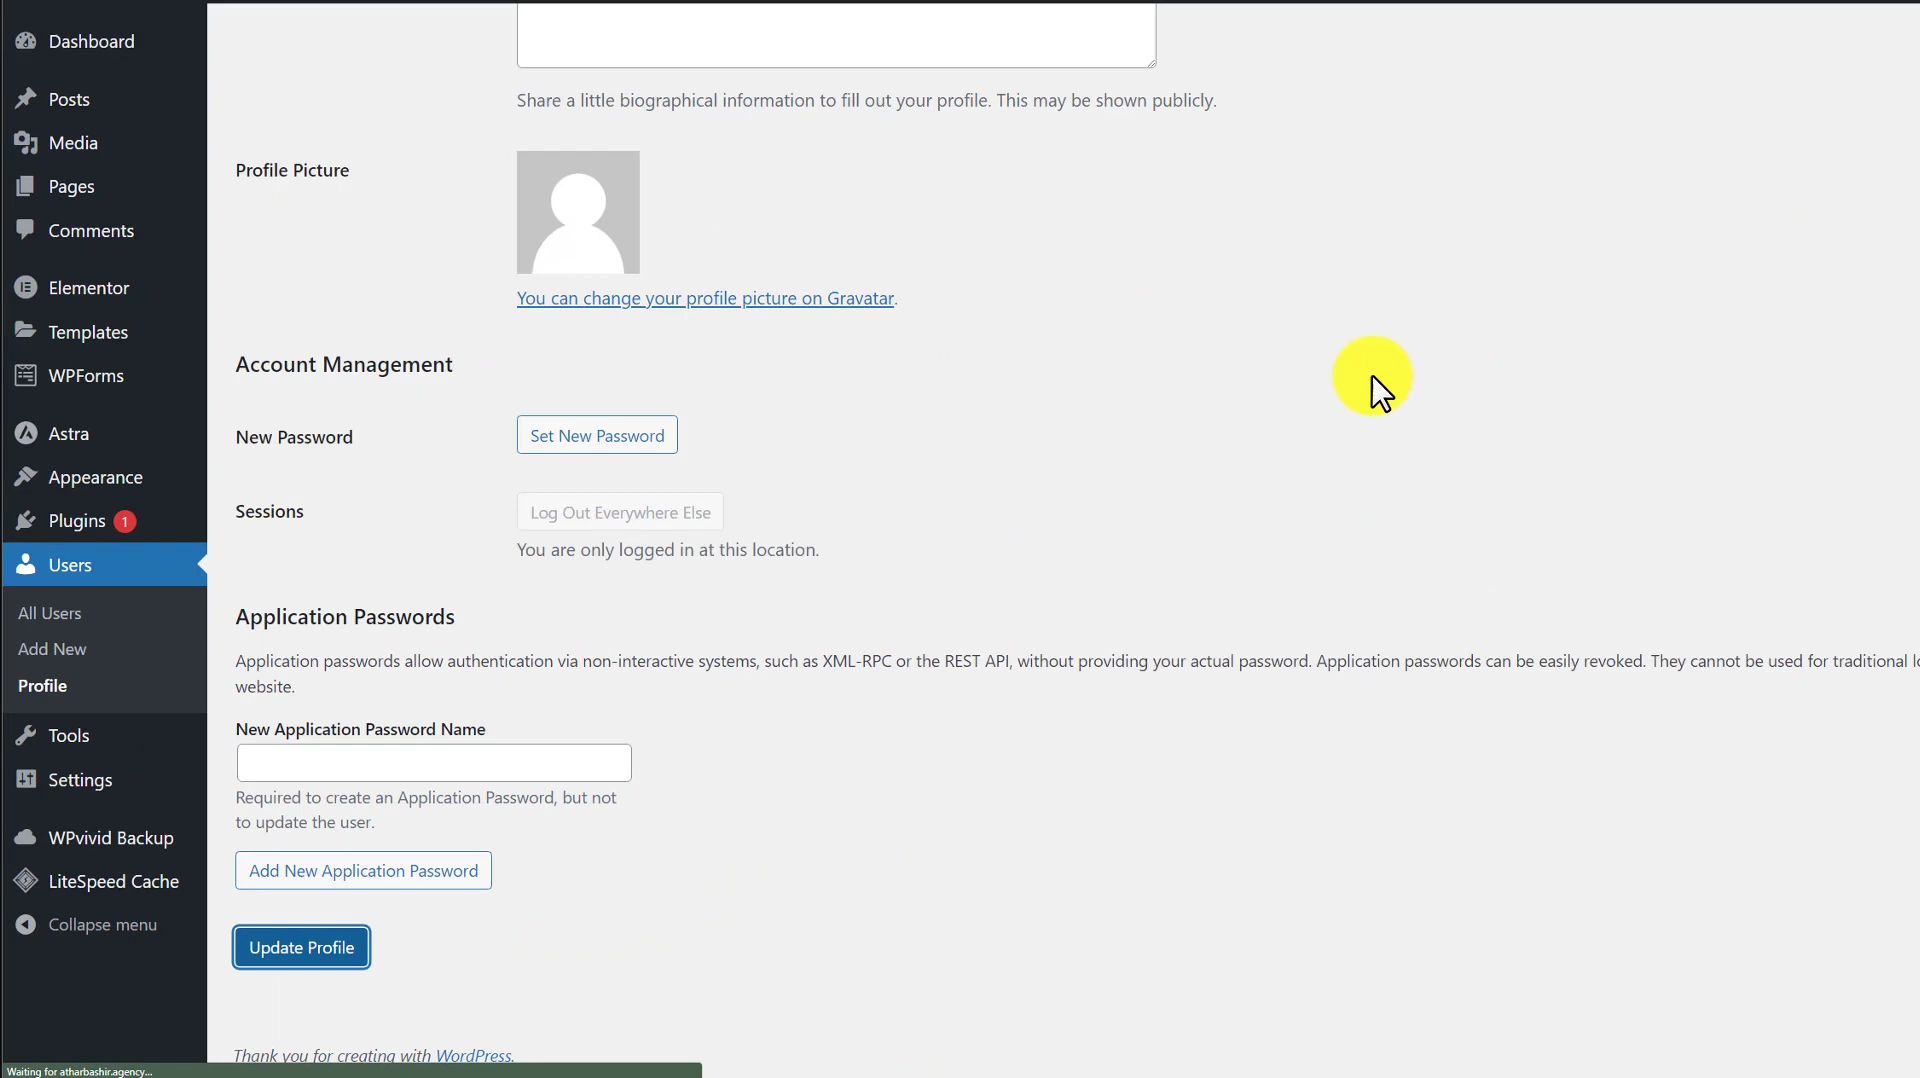 Dashboard
Posts
Media
Pages
Comments
Elementor
Templates
WPForms
Astra
Appearance
Plugins 1
Users
All Users
Add New
Profile
Tools
Settings
WPvivid Backup
LiteSpeed Cache
Collapse menu
Share a little biographical information to fill out your profile. This may be shown publicly.
Profile Picture
You can change your profile picture on Gravatar.
Account Management
New Password
Set New Password
Sessions
Log Out Everywhere Else
You are only logged in at this location.
Application Passwords
Application passwords allow authentication via non-interactive systems, such as XML-RPC or the REST API, without providing your actual password. Application passwords can be easily revoked. They cannot be used for traditional
website.
New Application Password Name
Required to create an Application Password, but not
to update the user.
Add New Application Password
Update Profile
Thank you for creating with WordPress.
Waiting for atharbashir.agency...